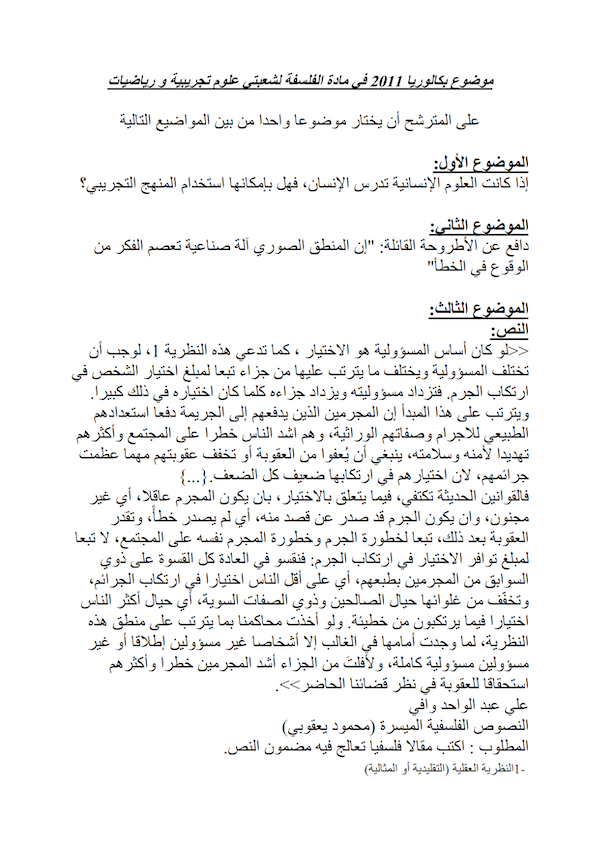 موضوع بكالوريا 2011 في مادة الفلسفة لشعبتي علوم تجريبية و رياضيات
على المترشح أن يختار موضوعا واحدا من بين المواضيع التالية
الموضوع الأول:
إذا كانت العلوم الإنسانية تدرس الإنسان، فهل بإمكانها استخدام المنهج التجريبي؟
الموضوع الثاني:
دافع عن الأطروحة القائلة: "إن المنطق الصوري آلة صناعية تعصم الفكر من
الوقوع في الخطأ"
الموضوع الثالث:
النص:
<<لو كان أساس المسؤولية هو الاختيار ، كما تدعي هذه النظرية 1، لوجب أن
تختلف المسؤولية ويختلف ما يترتب عليها من جزاء تبعا لمبلغ اختيار الشخص في
ارتكاب الجرم. فتزداد مسؤوليته ويزداد جزاءه كلما كان اختياره في ذلك كبيرا.
ويترتب على هذا المبدأ إن المجرمين الذين يدفعهم إلى الجريمة دفعا استعدادهم
الطبيعي للاجرام وصفاتهم الوراثية، وهم اشد الناس خطرا على المجتمع وأكثرهم
تهديدا لأمنه وسلامته، ينبغي أن يُعفوا من العقوبة أو تخفف عقوبتهم مهما عظمت
جرائمهم، لان اختيارهم في ارتكابها ضعيف كل الضعف.{...}
فالقوانين الحديثة تكتفي، فيما يتعلق بالاختيار، بان يكون المجرم عاقلا، أي غير
مجنون، وان يكون الجرم قد صدر عن قصد منه، أي لم يصدر خطأً، وتقدر
العقوبة بعد ذلك، تبعا لخطورة الجرم وخطورة المجرم نفسه على المجتمع، لا تبعا
لمبلغ توافر الاختيار في ارتكاب الجرم: فنقسو في العادة كل القسوة على ذوي
السوابق من المجرمين بطبعهم، أي على أقل الناس اختيارا في ارتكاب الجرائم،
وتخفّف من غلوائها حيال الصالحين وذوي الصفات السوية، أي حيال أكثر الناس
اختيارا فيما يرتكبون من خطيئة. ولو أخذت محاكمنا بما يترتب على منطق هذه
النظرية، لما وجدت أمامها في الغالب إلا أشخاصا غير مسؤولين إطلاقا أو غير
مسؤولين مسؤولية كاملة، ولأفلتَ من الجزاء أشد المجرمين خطرا وأكثرهم
استحقاقا للعقوبة في نظر قضائنا الحاضر>>.
علي عبد الواحد وافي
النصوص الفلسفية الميسرة (محمود يعقوبي)
المطلوب : اكتب مقالا فلسفيا تعالج فيه مضمون النص.
-1النظرية العقلية (التقليدية أو المثالية)